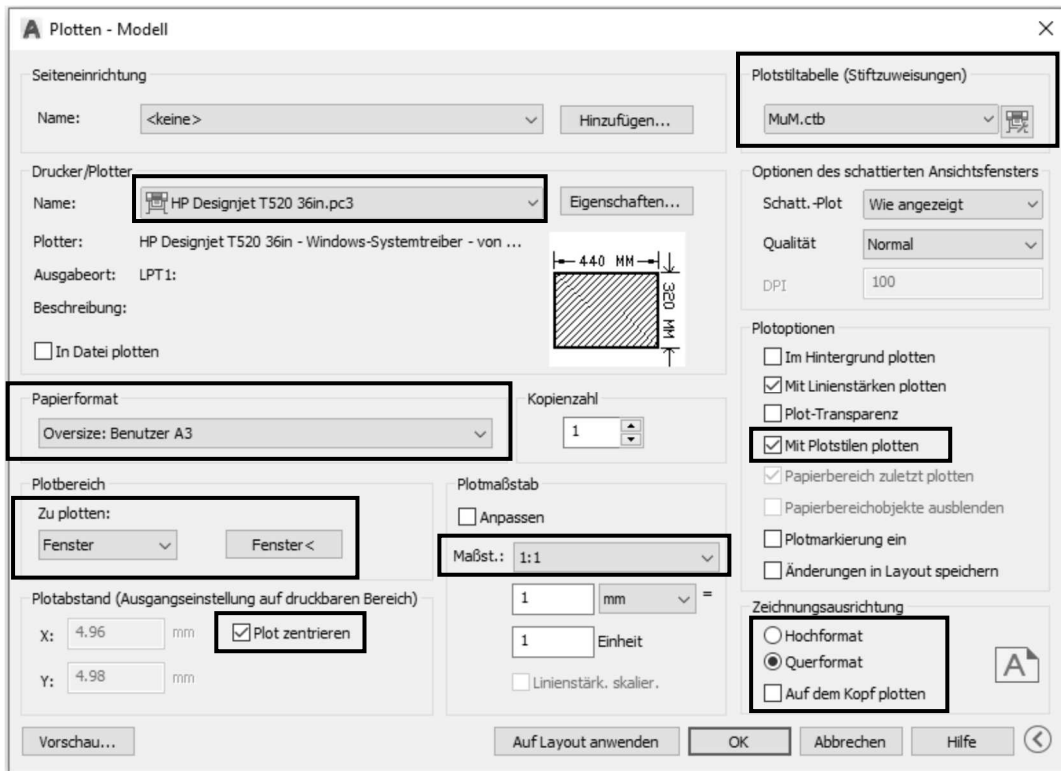 Plotten - Modell
Seiteneinrichtung
Name: <keine> Hinzufügen...
Drucker/Plotter
Name: HP Designjet T520 36in.pc3 Eigenschaften...
Plotter: HP Designjet T520 36in - Windows-Systemtreiber - von ...
Ausgabeort: LPT1:
Beschreibung:
In Datei plotten
440 MM
320 MM
Papierformat
Oversize: Benutzer A3
Kopienzahl
1
Plotbereich
Zu plotten:
Fenster Fenster<
Plotabstand (Ausgangseinstellung auf druckbaren Bereich)
X: 4.96 mm Plot zentrieren
Y: 4.98 mm
Plotmaßstab
Anpassen
Maßst.: 1:1
1 mm =
1 Einheit
Linienstärk. skalier.
Plotstiltabelle (Stiftzuweisungen)
MuM.ctb
Optionen des schattierten Ansichtsfensters
Schatt.-Plot Wie angezeigt
Qualität Normal
DPI 100
Plotoptionen
Im Hintergrund plotten
Mit Linienstärken plotten
Plot-Transparenz
Mit Plotstilen plotten
Papierbereich zuletzt plotten
Papierbereichobjekte ausblenden
Plotmarkierung ein
Änderungen in Layout speichern
Zeichnungsausrichtung
Hochformat
Querformat
Auf dem Kopf plotten
A
Vorschau... Auf Layout anwenden OK Abbrechen Hilfe